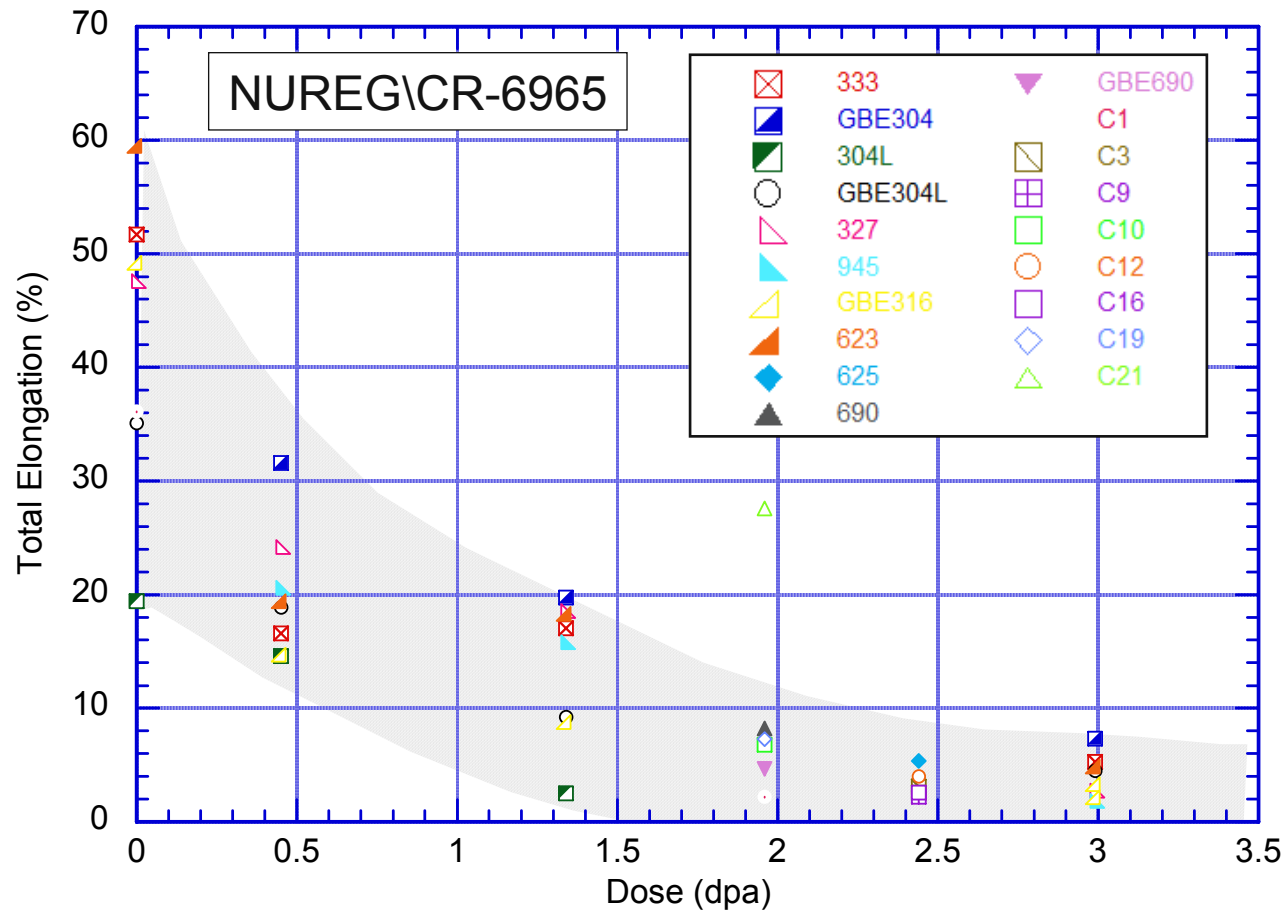 70
60
50
40
30
20
10
0
Total Elongation (%)
NUREG\CR-6965
333
GBE304
304L
GBE304L
327
945
GBE316
623
625
690
GBE690
C1
C3
C9
C10
C12
C16
C19
C21
0 0.5 1 1.5 2 2.5 3 3.5
Dose (dpa)